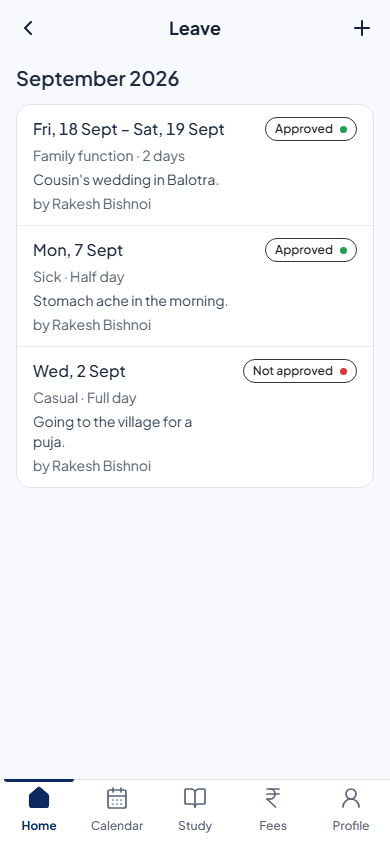 Leave
September 2026
Fri, 18 Sept – Sat, 19 Sept
Approved
Family function · 2 days
Cousin's wedding in Balotra.
by Rakesh Bishnoi
Mon, 7 Sept
Approved
Sick · Half day
Stomach ache in the morning.
by Rakesh Bishnoi
Wed, 2 Sept
Not approved
Casual · Full day
Going to the village for a
puja.
by Rakesh Bishnoi
Home
Calendar
Study
Fees
Profile